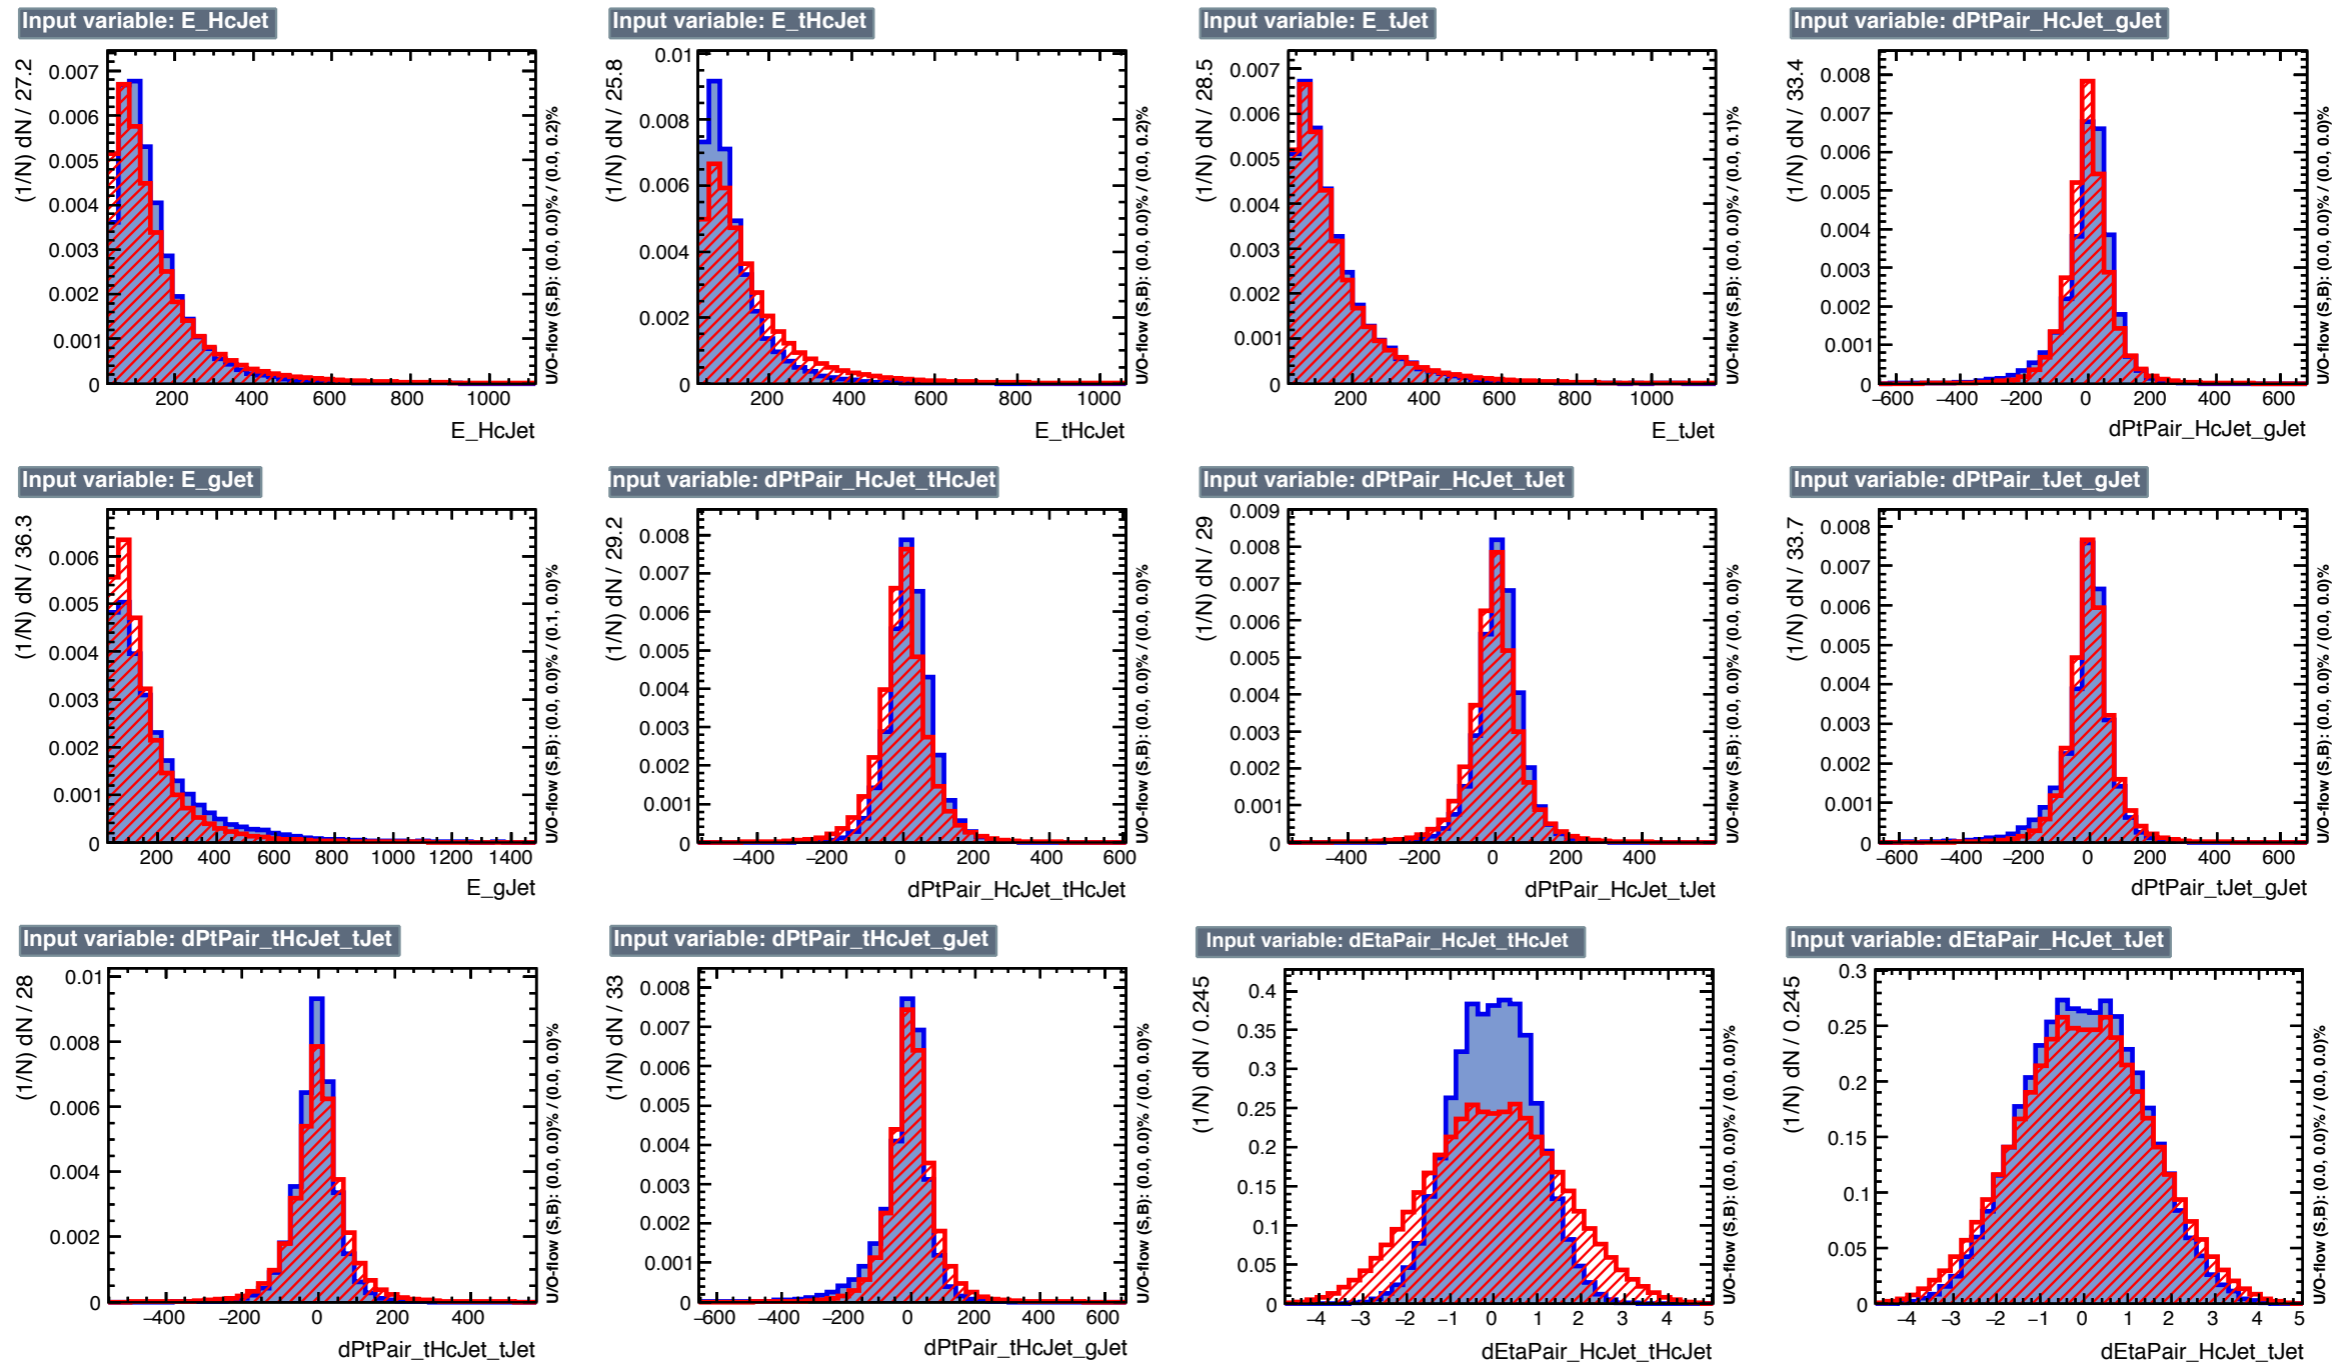 Input variable: E_HcJet
(1/N) dN / 27.2
0.007
0.006
0.005
0.004
0.003
0.002
0.001
0
200 400 600 800 1000
E_HcJet
U/O-flow (S,B): (0.0, 0.0)% / (0.0, 0.2)%
Input variable: E_tHcJet
(1/N) dN / 25.8
0.01
0.008
0.006
0.004
0.002
0
200 400 600 800 1000
E_tHcJet
U/O-flow (S,B): (0.0, 0.0)% / (0.0, 0.2)%
Input variable: E_tJet
(1/N) dN / 28.5
0.007
0.006
0.005
0.004
0.003
0.002
0.001
0
200 400 600 800 1000
E_tJet
U/O-flow (S,B): (0.0, 0.0)% / (0.0, 0.1)%
Input variable: dPtPair_HcJet_gJet
(1/N) dN / 33.4
0.008
0.007
0.006
0.005
0.004
0.003
0.002
0.001
0
−600 −400 −200 0 200 400 600
dPtPair_HcJet_gJet
U/O-flow (S,B): (0.0, 0.0)% / (0.0, 0.0)%
Input variable: E_gJet
(1/N) dN / 36.3
0.006
0.005
0.004
0.003
0.002
0.001
0
200 400 600 800 1000 1200 1400
E_gJet
U/O-flow (S,B): (0.0, 0.0)% / (0.1, 0.0)%
nput variable: dPtPair_HcJet_tHcJet
(1/N) dN / 29.2
0.008
0.007
0.006
0.005
0.004
0.003
0.002
0.001
0
−400 −200 0 200 400 600
dPtPair_HcJet_tHcJet
U/O-flow (S,B): (0.0, 0.0)% / (0.0, 0.0)%
Input variable: dPtPair_HcJet_tJet
(1/N) dN / 29
0.009
0.008
0.007
0.006
0.005
0.004
0.003
0.002
0.001
0
−400 −200 0 200 400
dPtPair_HcJet_tJet
U/O-flow (S,B): (0.0, 0.0)% / (0.0, 0.0)%
Input variable: dPtPair_tJet_gJet
(1/N) dN / 33.7
0.008
0.007
0.006
0.005
0.004
0.003
0.002
0.001
0
−600 −400 −200 0 200 400 600
dPtPair_tJet_gJet
U/O-flow (S,B): (0.0, 0.0)% / (0.0, 0.0)%
Input variable: dPtPair_tHcJet_tJet
(1/N) dN / 28
0.01
0.008
0.006
0.004
0.002
0
−400 −200 0 200 400
dPtPair_tHcJet_tJet
U/O-flow (S,B): (0.0, 0.0)% / (0.0, 0.0)%
Input variable: dPtPair_tHcJet_gJet
(1/N) dN / 33
0.008
0.007
0.006
0.005
0.004
0.003
0.002
0.001
0
−600 −400 −200 0 200 400 600
dPtPair_tHcJet_gJet
U/O-flow (S,B): (0.0, 0.0)% / (0.0, 0.0)%
Input variable: dEtaPair_HcJet_tHcJet
(1/N) dN / 0.245
0.4
0.35
0.3
0.25
0.2
0.15
0.1
0.05
0
−4 −3 −2 −1 0 1 2 3 4 5
dEtaPair_HcJet_tHcJet
U/O-flow (S,B): (0.0, 0.0)% / (0.0, 0.0)%
Input variable: dEtaPair_HcJet_tJet
(1/N) dN / 0.245
0.3
0.25
0.2
0.15
0.1
0.05
0
−4 −3 −2 −1 0 1 2 3 4 5
dEtaPair_HcJet_tJet
U/O-flow (S,B): (0.0, 0.0)% / (0.0, 0.0)%